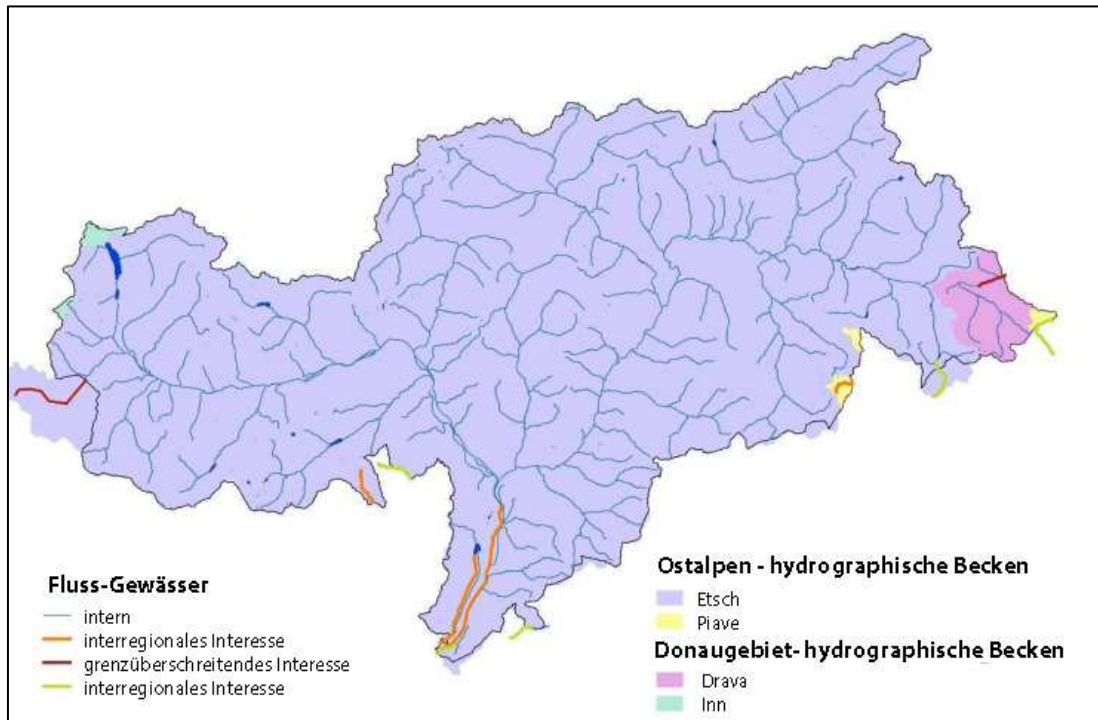 Fluss-Gewässer
intern
interregionales Interesse
grenzüberschreitendes Interesse
interregionales Interesse
Ostalpen - hydrographische Becken
Etsch
Piave
Donaugebiet- hydrographische Becken
Drava
Inn